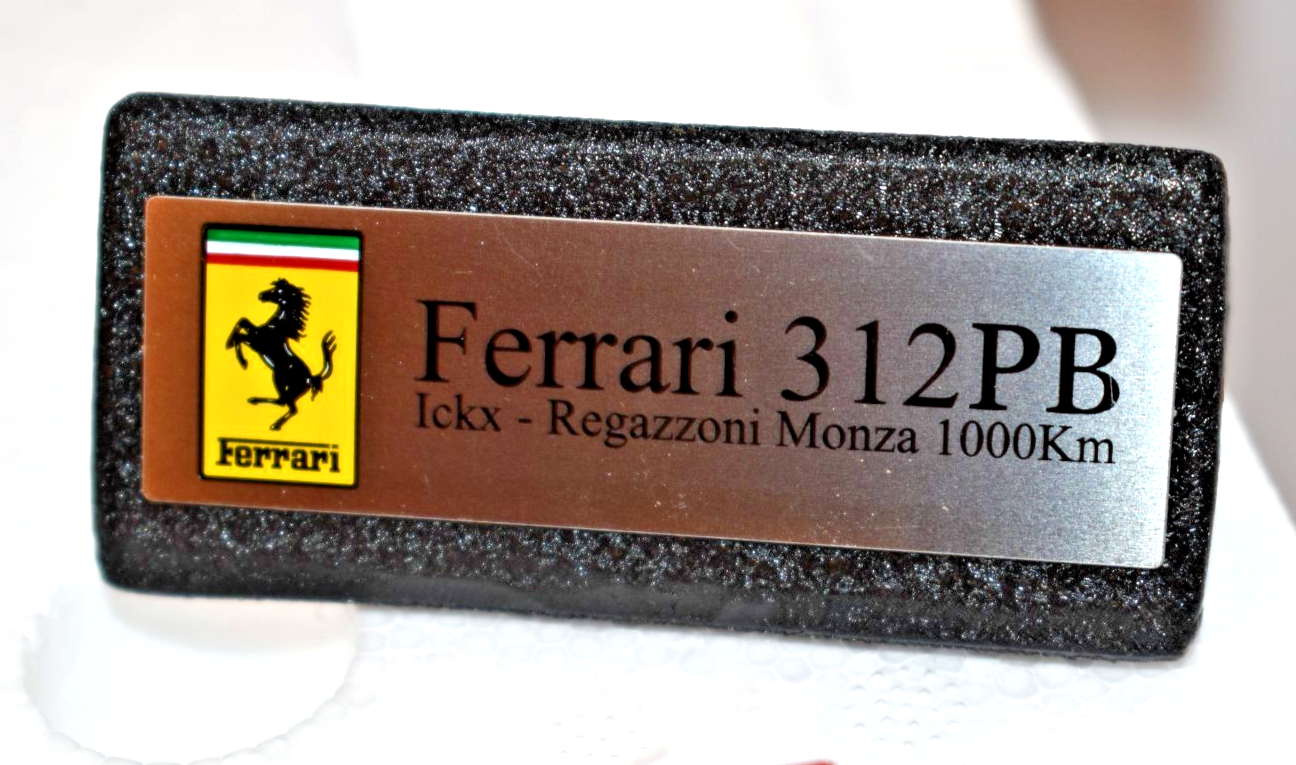 Ferrari
Ferrari 312PB
Ickx - Regazzoni Monza 1000Km